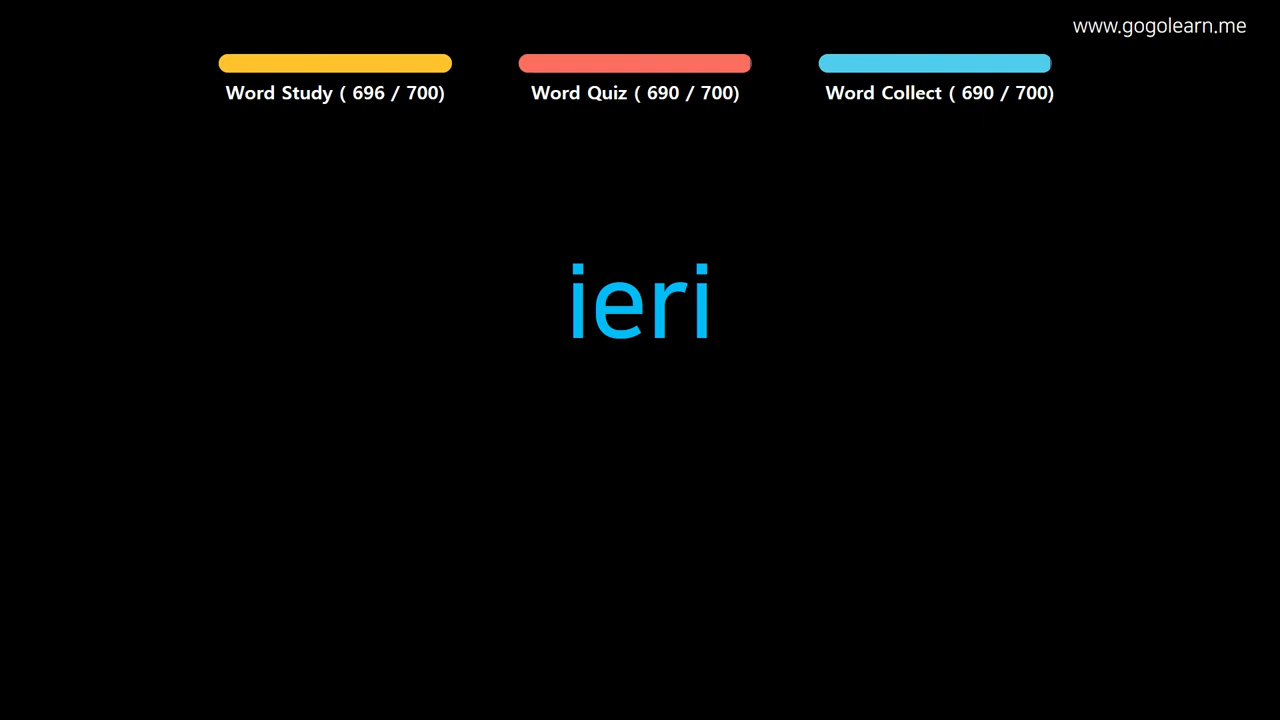 www.gogolearn.me
Word Study ( 696 / 700)
Word Quiz ( 690 / 700)
Word Collect ( 690 / 700)
ieri